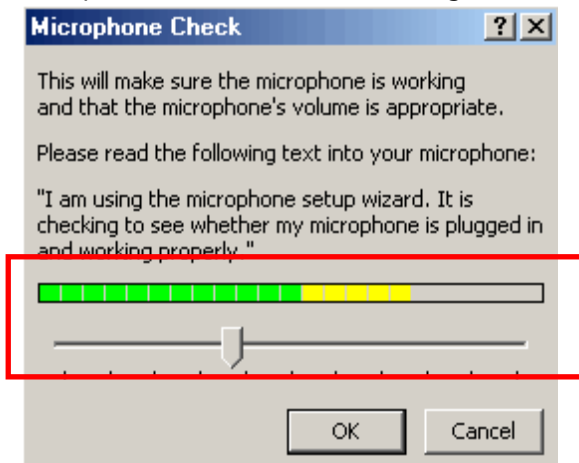 Microphone Check
This will make sure the microphone is working
and that the microphone's volume is appropriate.
Please read the following text into your microphone:
"I am using the microphone setup wizard. It is
checking to see whether my microphone is plugged in
and working properly."
OK Cancel